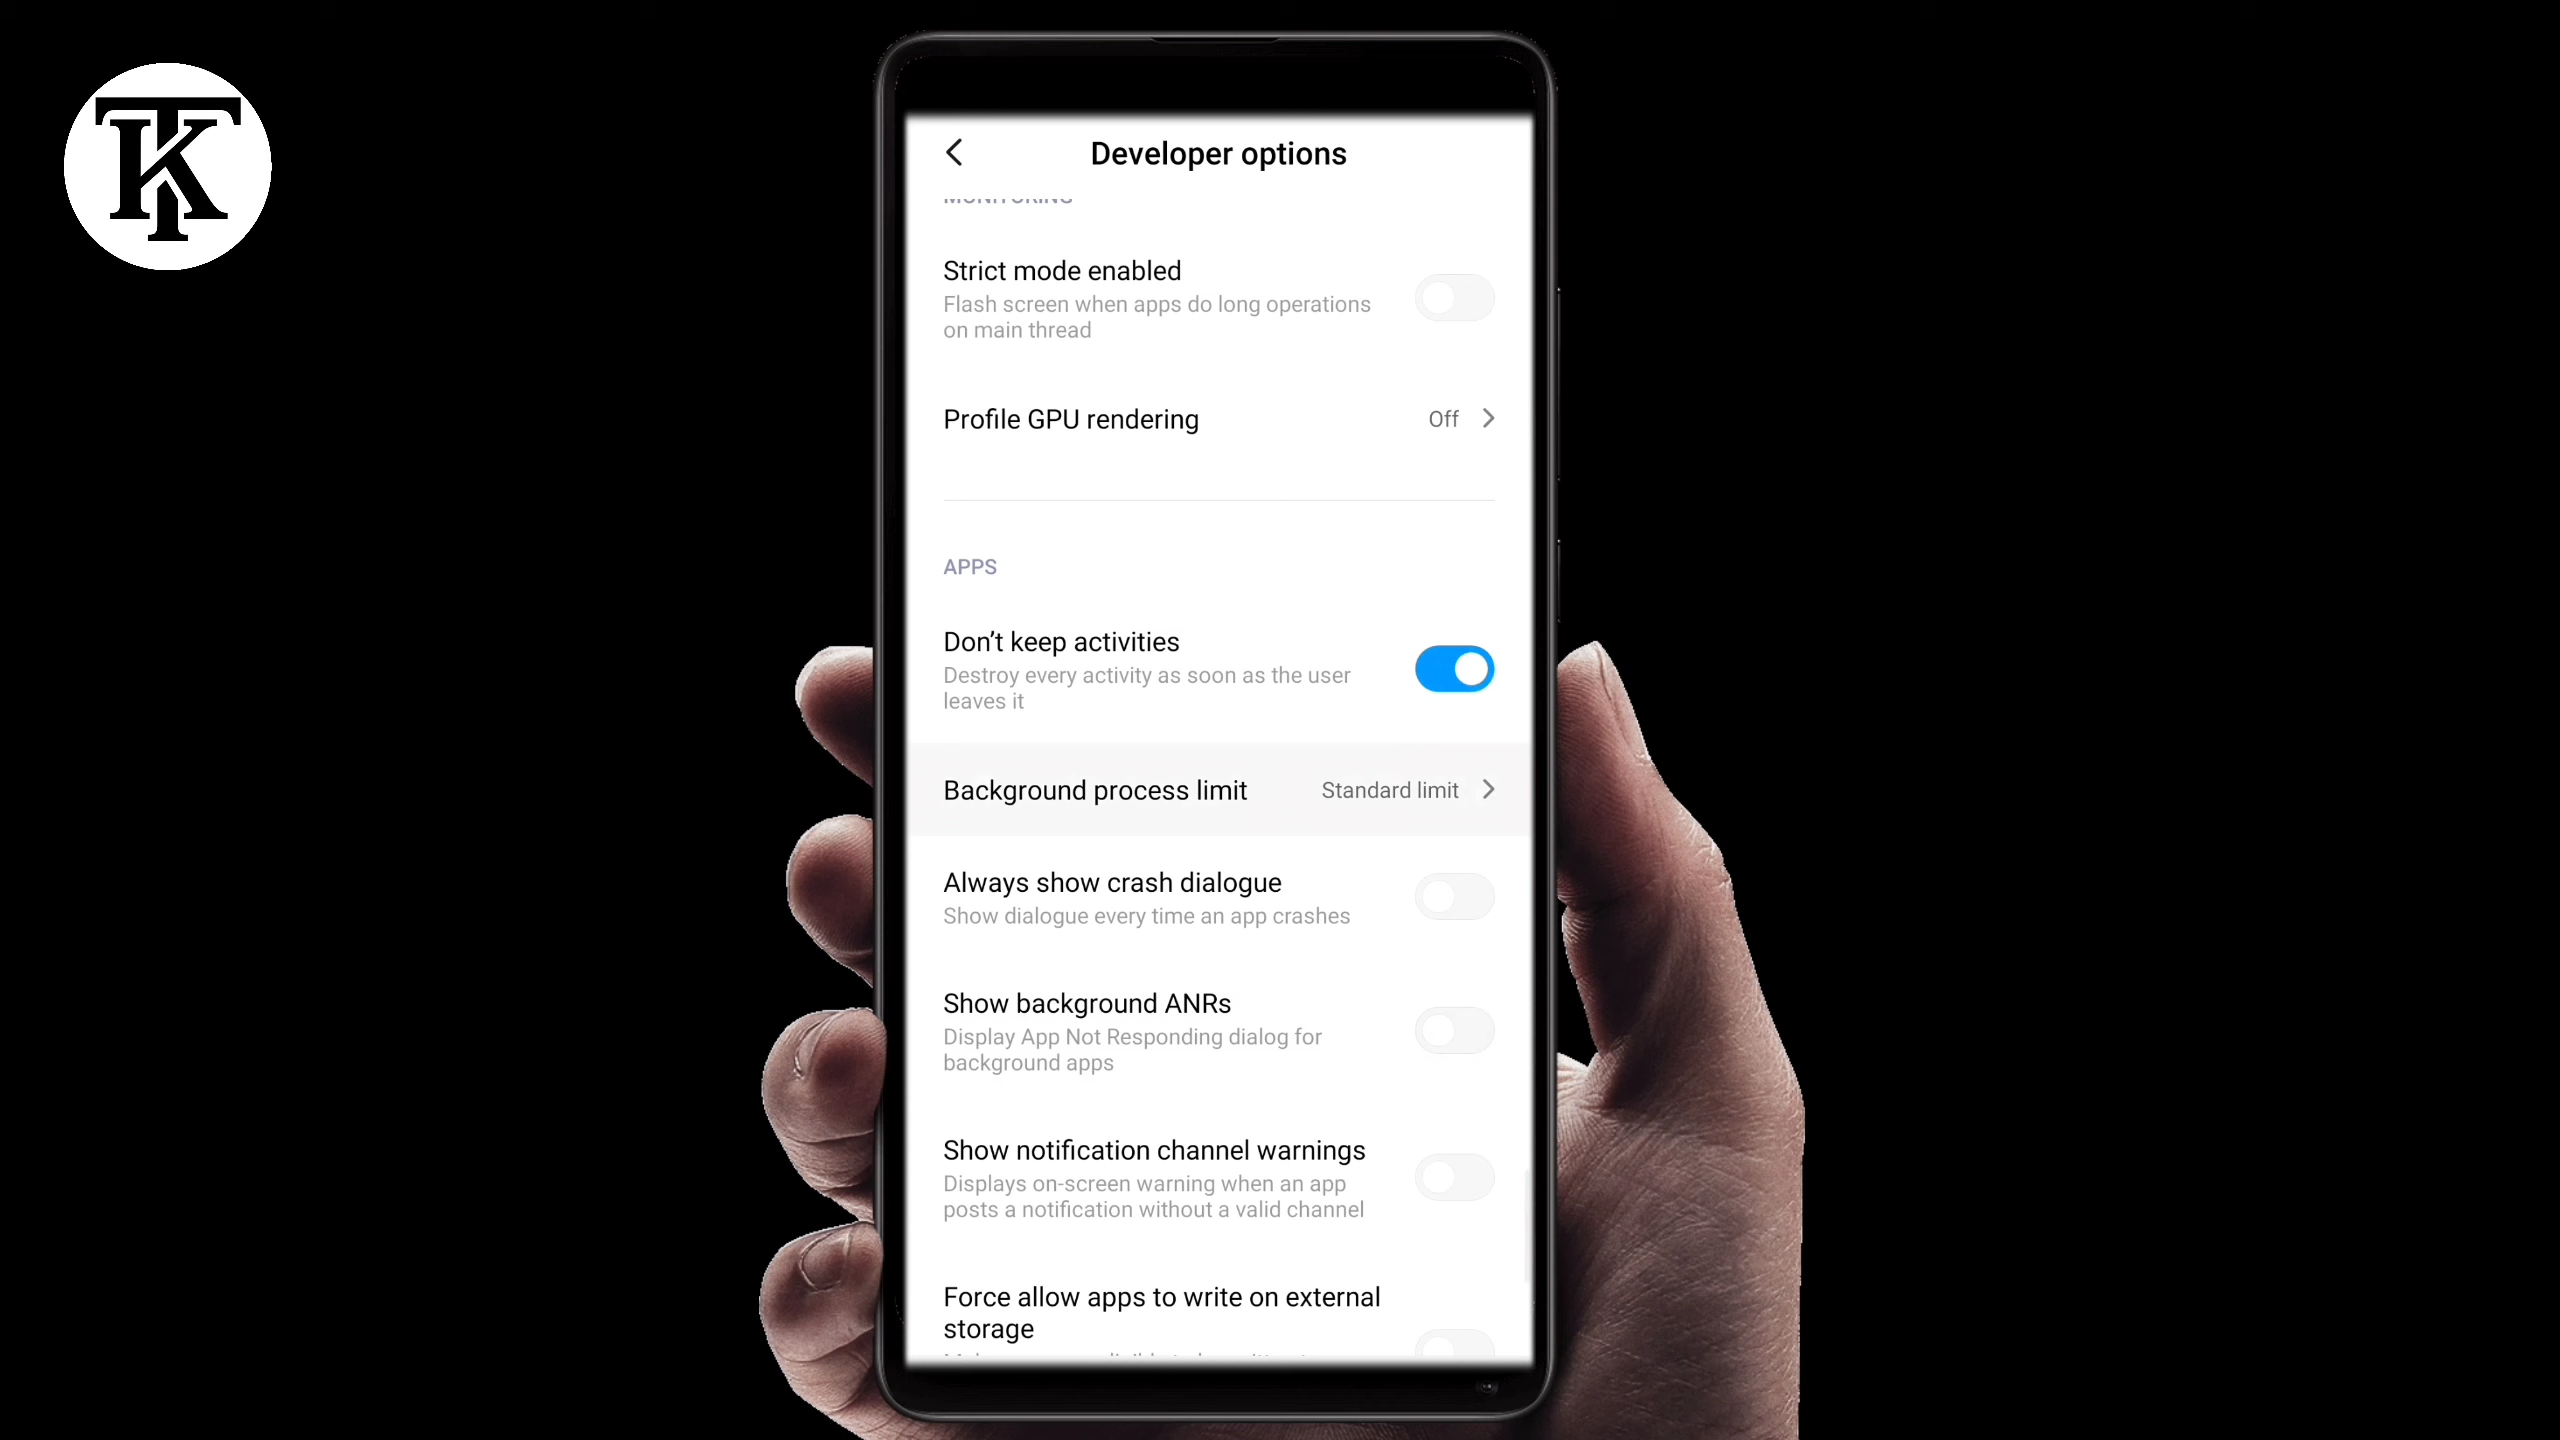 Developer options
MONITORING
Strict mode enabled
Flash screen when apps do long operations
on main thread
Profile GPU rendering
Off
APPS
Don’t keep activities
Destroy every activity as soon as the user
leaves it
Background process limit
Standard limit
Always show crash dialogue
Show dialogue every time an app crashes
Show background ANRs
Display App Not Responding dialog for
background apps
Show notification channel warnings
Displays on-screen warning when an app
posts a notification without a valid channel
Force allow apps to write on external
storage